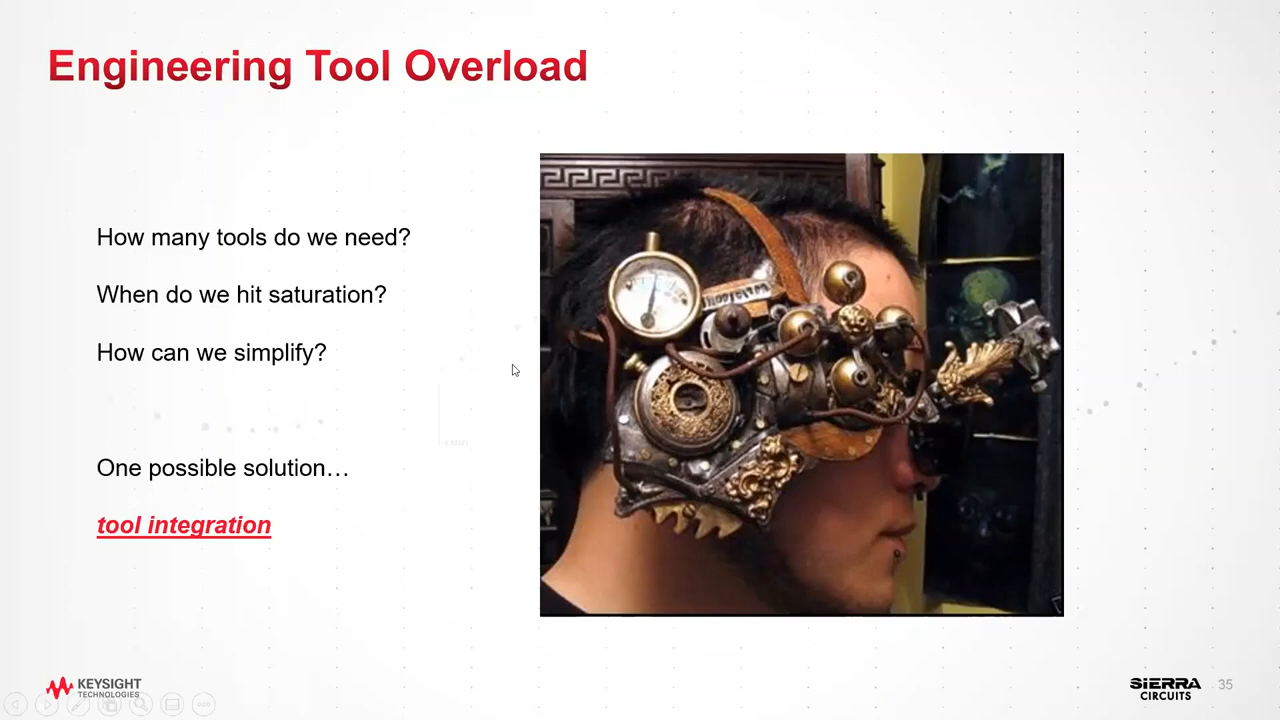 Engineering Tool Overload
How many tools do we need?
When do we hit saturation?
How can we simplify?
One possible solution…
tool integration
KEYSIGHT
TECHNOLOGIES
SIERRA
CIRCUITS
35